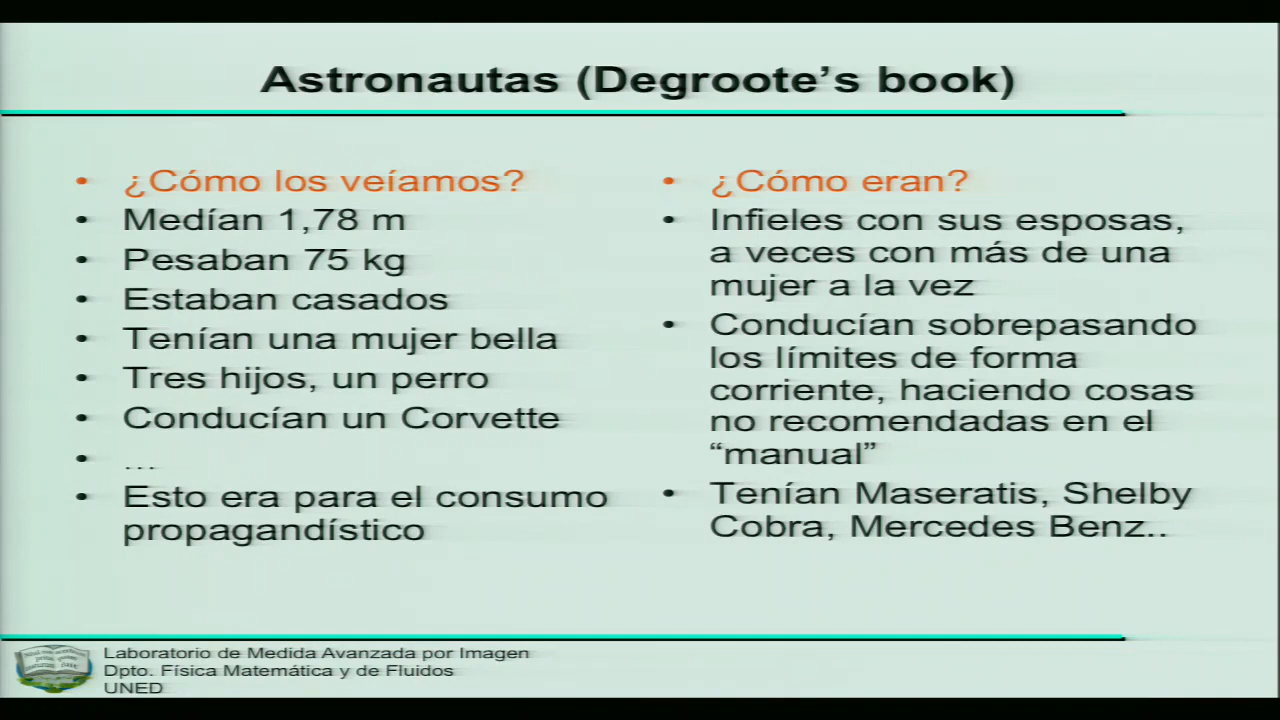 Astronautas (Degroote’s book)
• ¿Cómo los veíamos?
• Medían 1,78 m
• Pesaban 75 kg
• Estaban casados
• Tenían una mujer bella
• Tres hijos, un perro
• Conducían un Corvette
• ...
• Esto era para el consumo
propagandístico
• ¿Cómo eran?
• Infieles con sus esposas,
a veces con más de una
mujer a la vez
• Conducían sobrepasando
los límites de forma
corriente, haciendo cosas
no recomendadas en el
“manual”
• Tenían Maseratis, Shelby
Cobra, Mercedes Benz..
Laboratorio de Medida Avanzada por Imagen
Dpto. Física Matemática y de Fluidos
UNED